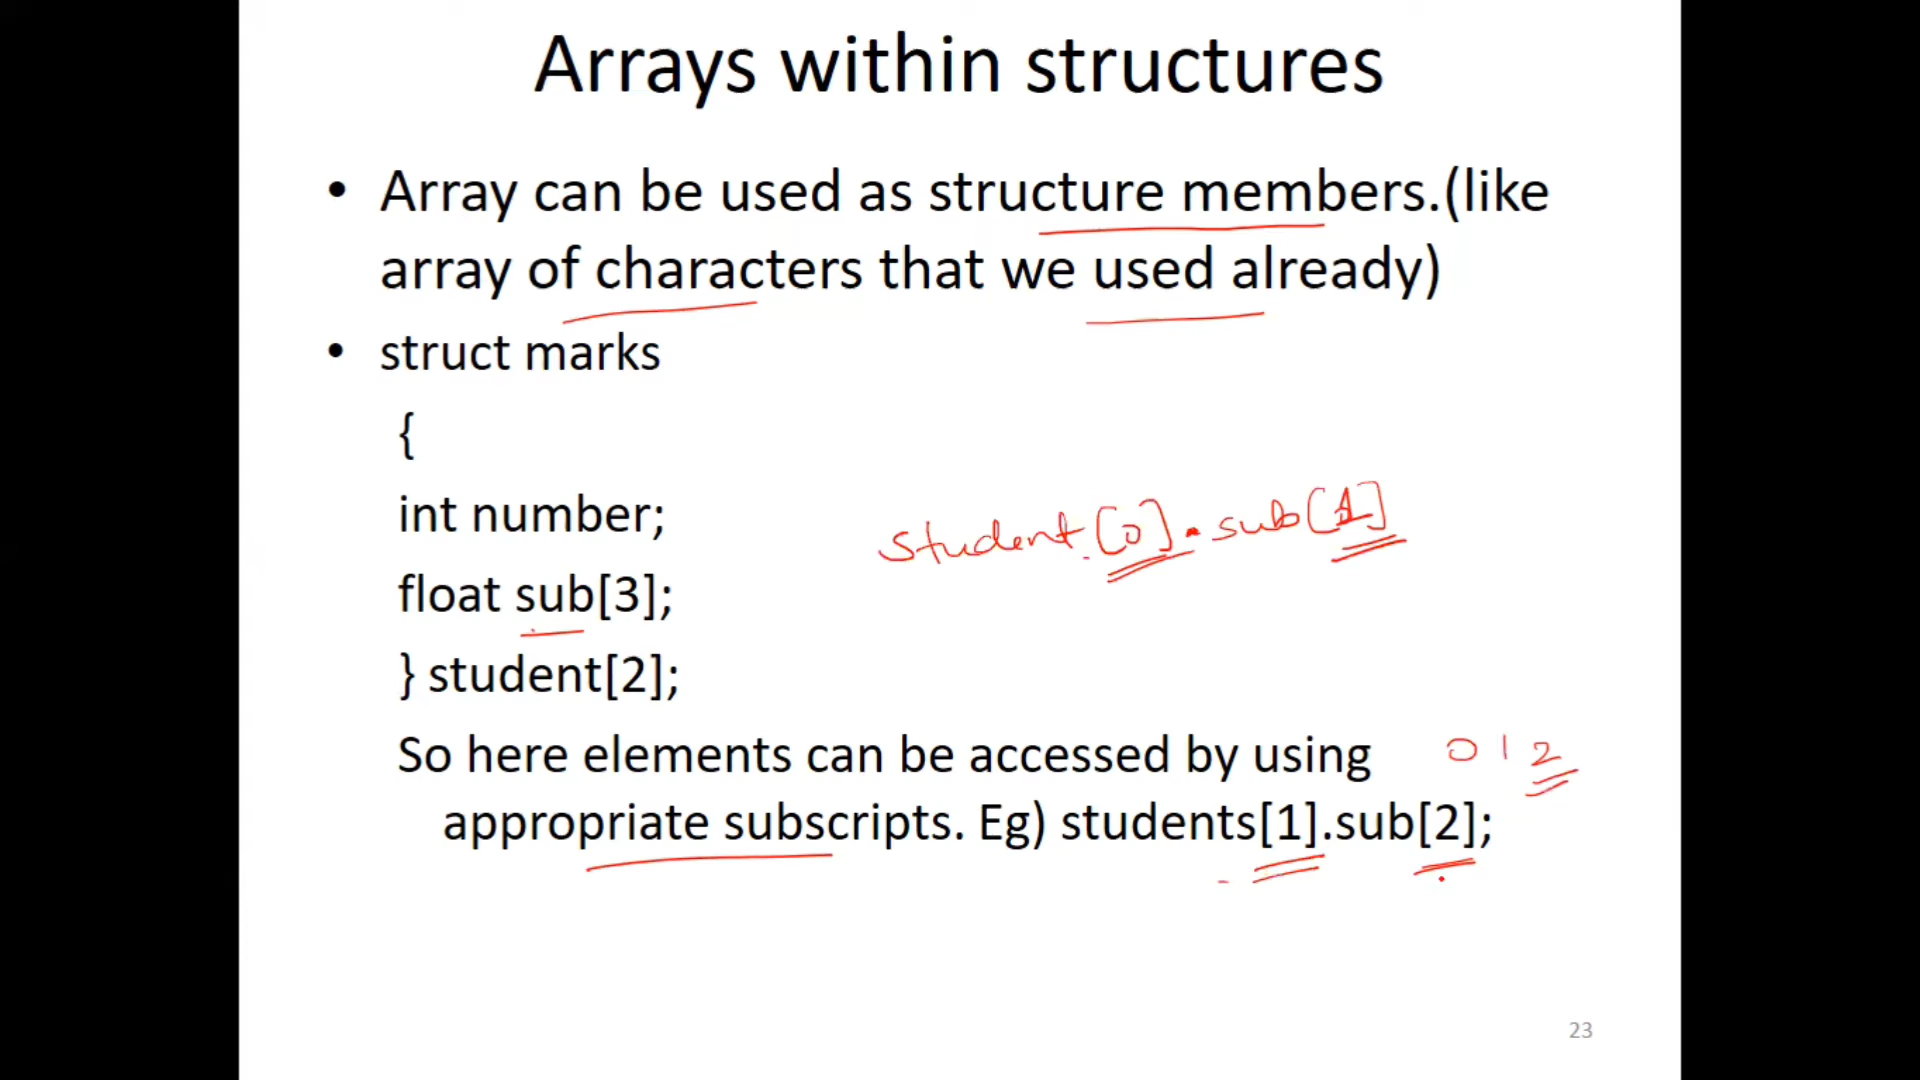 Arrays within structures
• Array can be used as structure members.(like
array of characters that we used already)
• struct marks
{
int number;
student[0].sub[1]
float sub[3];
} student[2];
So here elements can be accessed by using
0 1 2
appropriate subscripts. Eg) students[1].sub[2];
23